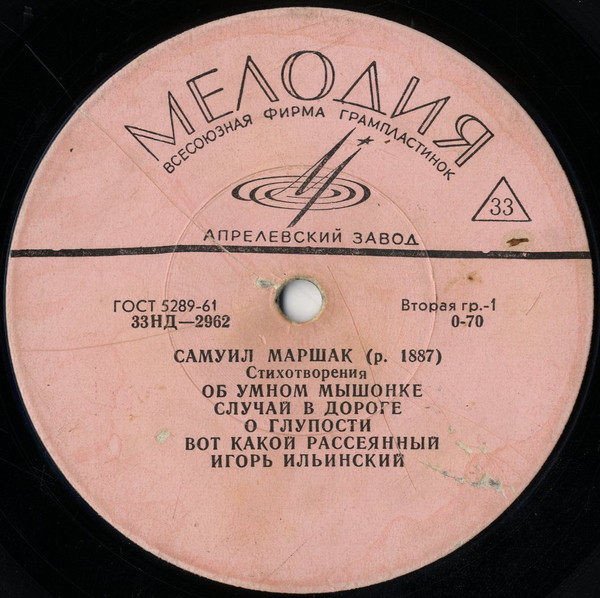 МЕЛОДИЯ
ВСЕСОЮЗНАЯ ФИРМА ГРАМПЛАСТИНОК
33
АПРЕЛЕВСКИЙ ЗАВОД
ГОСТ 5289-61 Вторая гр.-1
33НД—2962 0-70
САМУИЛ МАРШАК (р. 1887)
Стихотворения
ОБ УМНОМ МЫШОНКЕ
СЛУЧАЙ В ДОРОГЕ
О ГЛУПОСТИ
ВОТ КАКОЙ РАССЕЯННЫЙ
ИГОРЬ ИЛЬИНСКИЙ